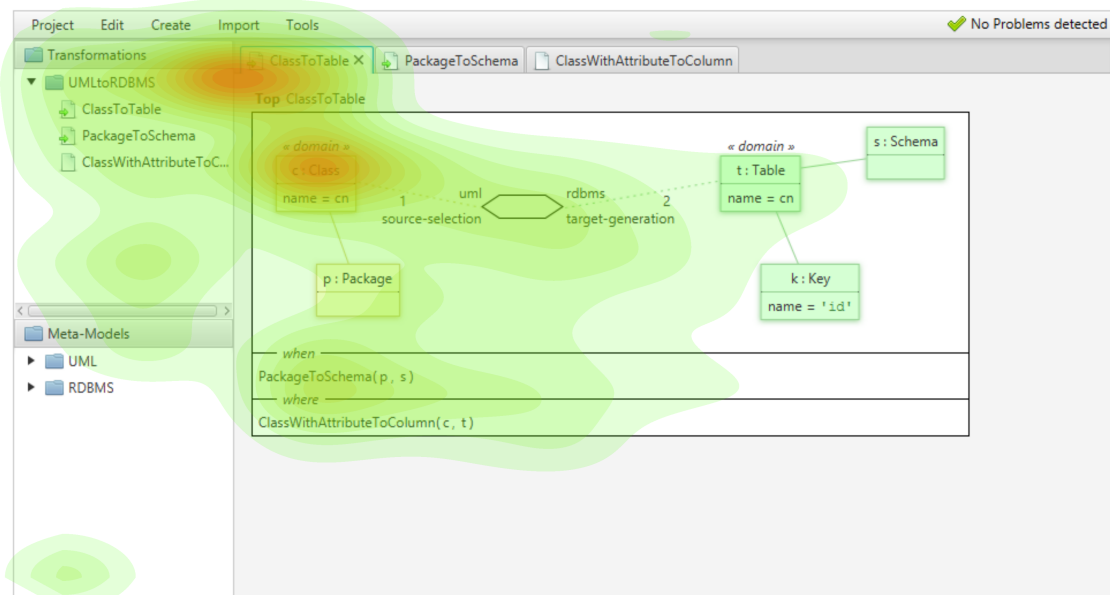 Project Edit Create Import Tools No Problems detected
Transformations
UMLtoRDBMS
ClassToTable
PackageToSchema
ClassWithAttributeToC...
Meta-Models
UML
RDBMS
ClassToTable × PackageToSchema ClassWithAttributeToColumn
Top ClassToTable
« domain »
c : Class
name = cn
p : Package
1
source-selection
uml
rdbms
2
target-generation
« domain »
t : Table
name = cn
s : Schema
k : Key
name = 'id'
when
PackageToSchema(p, s)
where
ClassWithAttributeToColumn(c, t)